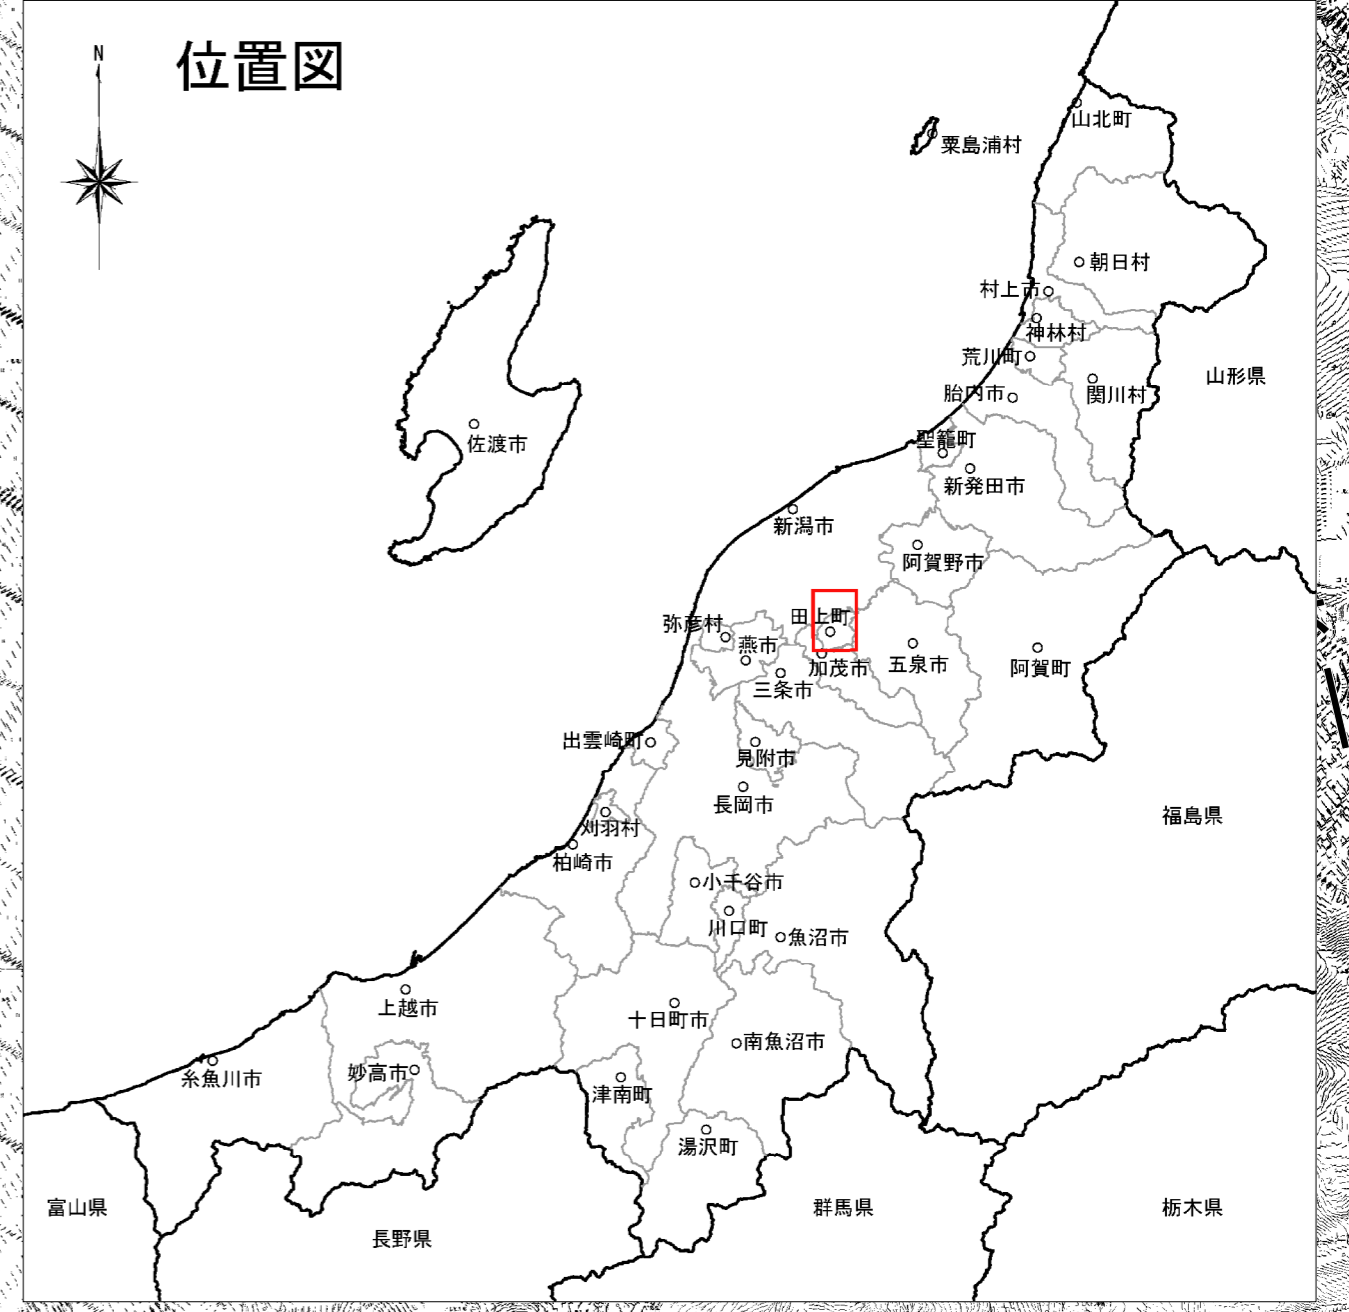 N
位置図
山北町
粟島浦村
朝日村
村上市
神林村
荒川町
山形県
胎内市
関川村
聖籠町
佐渡市
新発田市
新潟市
阿賀野市
田上町
弥彦村
燕市
加茂市
五泉市
阿賀町
三条市
出雲崎町
見附市
長岡市
福島県
刈羽村
柏崎市
小千谷市
川口町
魚沼市
上越市
十日町市
南魚沼市
妙高市
糸魚川市
津南町
湯沢町
富山県
群馬県
栃木県
長野県